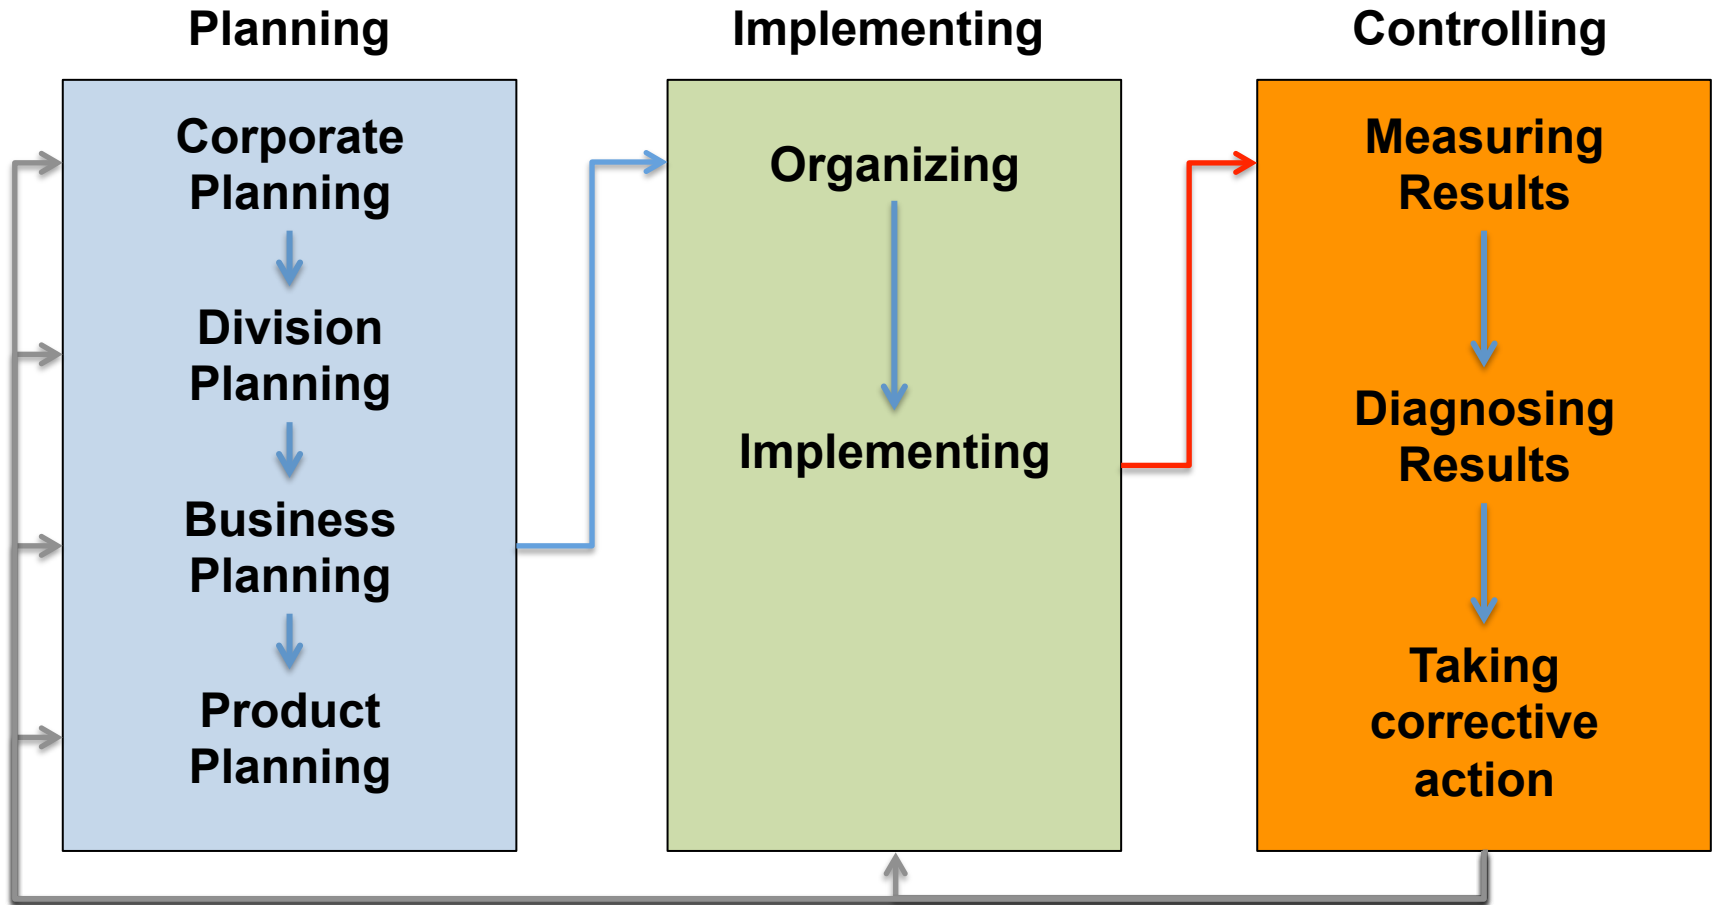 Planning
Corporate
Planning
Division
Planning
Business
Planning
Product
Planning
Implementing
Organizing
Implementing
Controlling
Measuring
Results
Diagnosing
Results
Taking
corrective
action